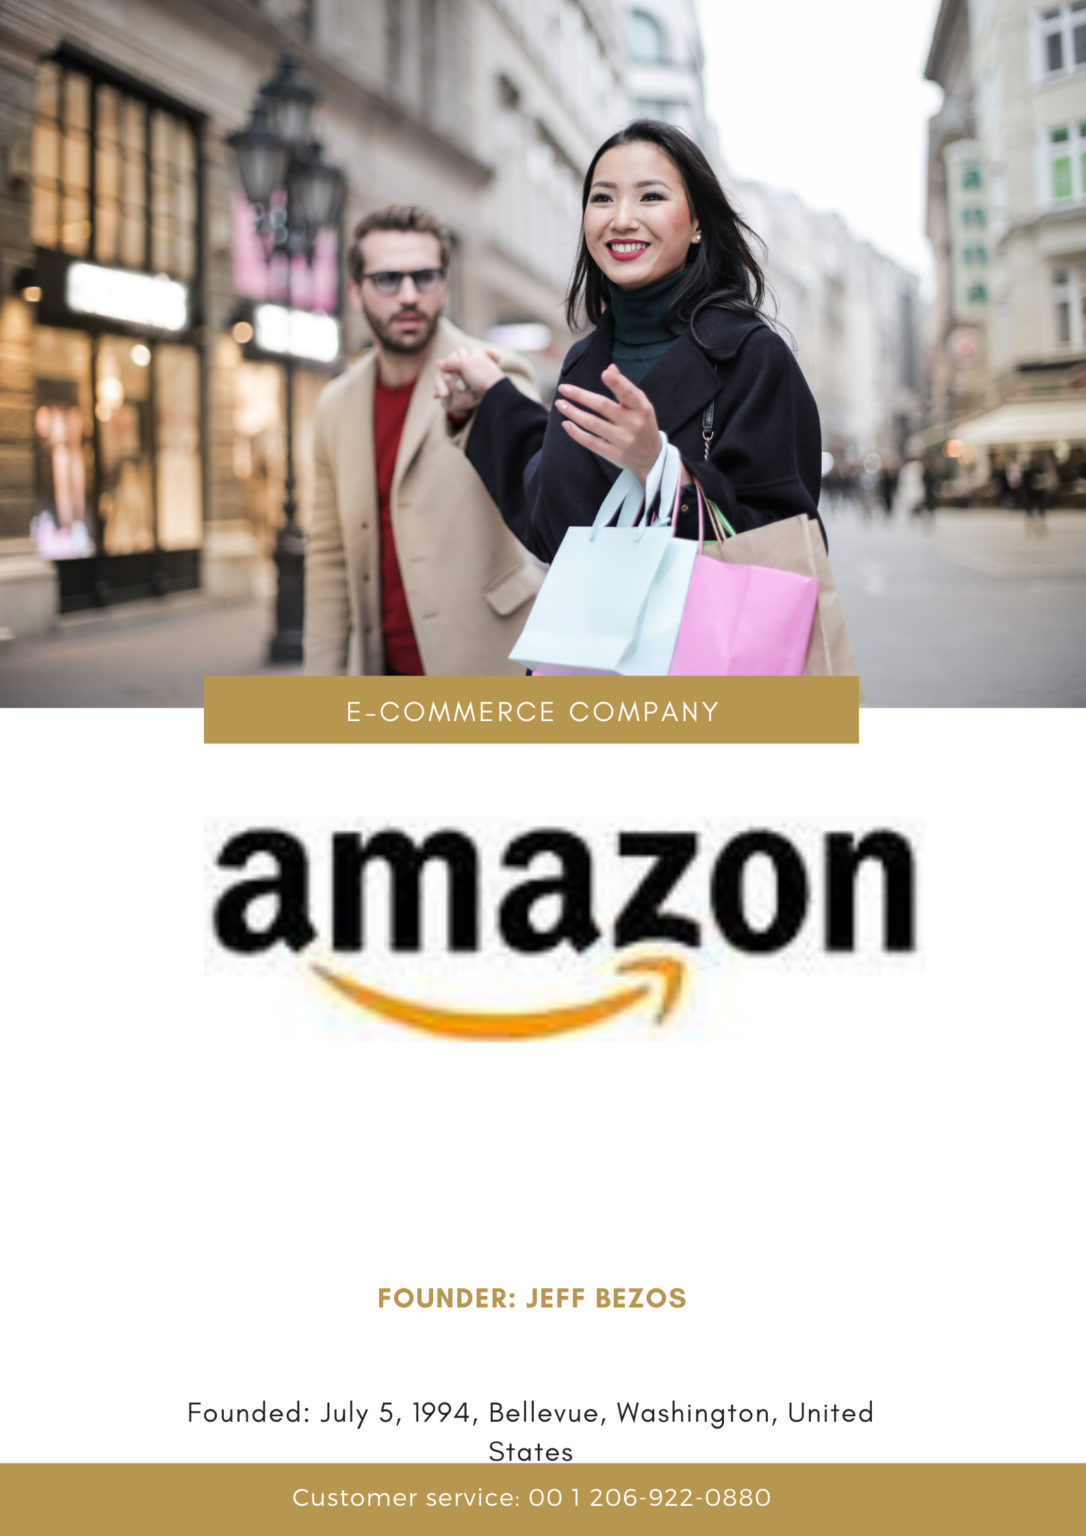 E-COMMERCE COMPANY
amazon
FOUNDER: JEFF BEZOS
Founded: July 5, 1994, Bellevue, Washington, United
States
Customer service: 00 1 206-922-0880